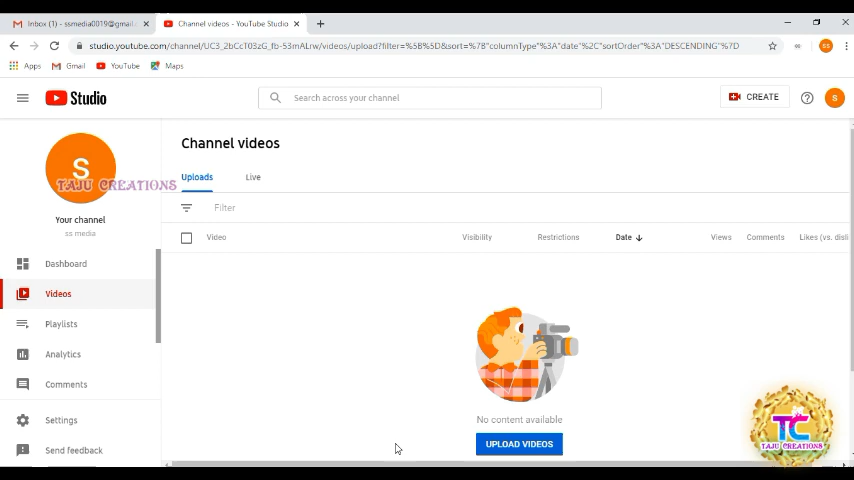 Inbox (1) - ssmedia0019@gmail.c
Channel videos - YouTube Studio
studio.youtube.com/channel/UC3_2bCcT03zG_fb-53mALrw/videos/upload?filter=%5B%5D&sort=%7B"columnType"%3A"date"%2C"sortOrder"%3A"DESCENDING"%7D
SS
Apps
Gmail
YouTube
Maps
Studio
Search across your channel
CREATE
S
S
TAJU CREATIONS
Your channel
ss media
Dashboard
Videos
Playlists
Analytics
Comments
Settings
Send feedback
Channel videos
Uploads
Live
Filter
Video
Visibility
Restrictions
Date
Views
Comments
Likes (vs. disli
No content available
UPLOAD VIDEOS
TC
TAJU CREATIONS